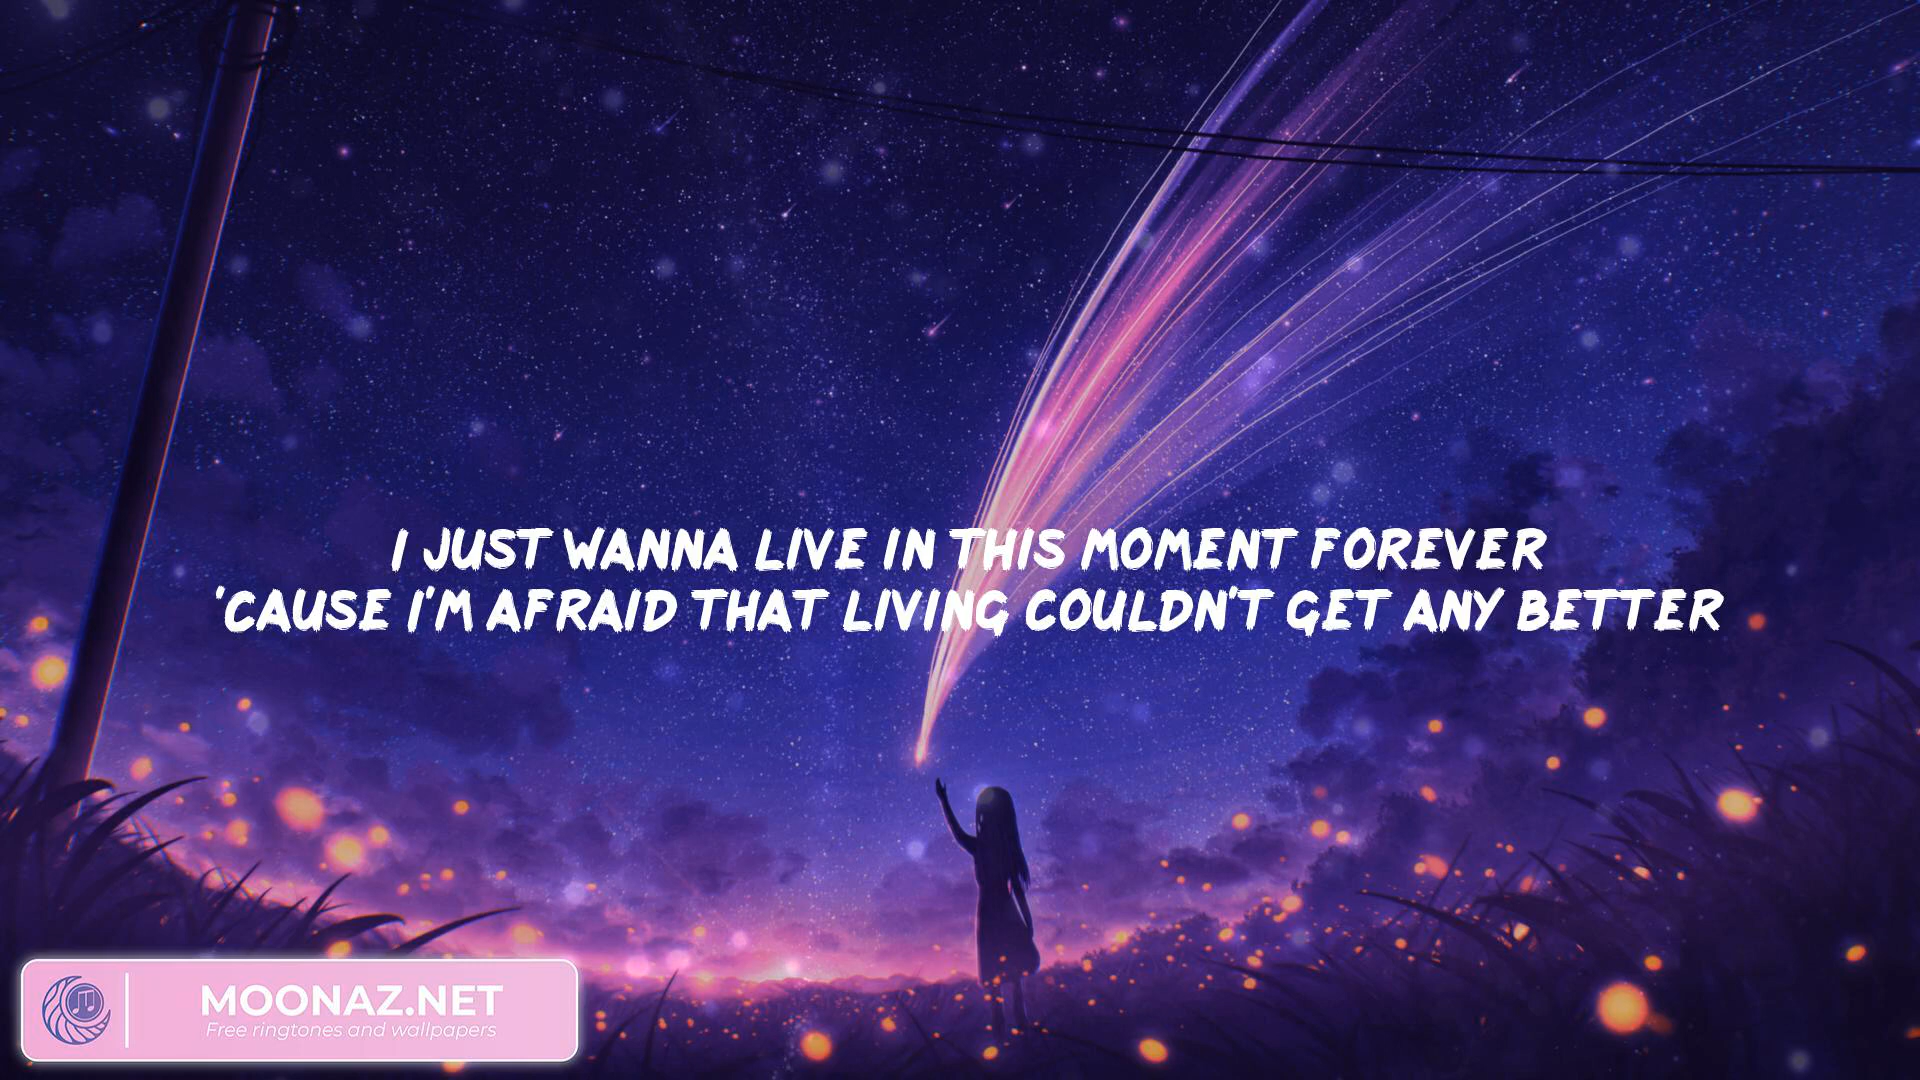 I JUST WANNA LIVE IN THIS MOMENT FOREVER
'CAUSE I'M AFRAID THAT LIVING COULDN'T GET ANY BETTER
MOONAZ.NET
Free ringtones and wallpapers